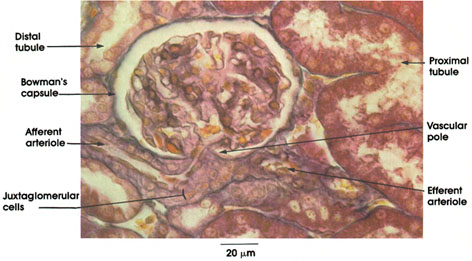 Distal
tubule
Bowman's
capsule
Afferent
arteriole
Juxtaglomerular
cells
Proximal
tubule
Vascular
pole
Efferent
arteriole
20 µm